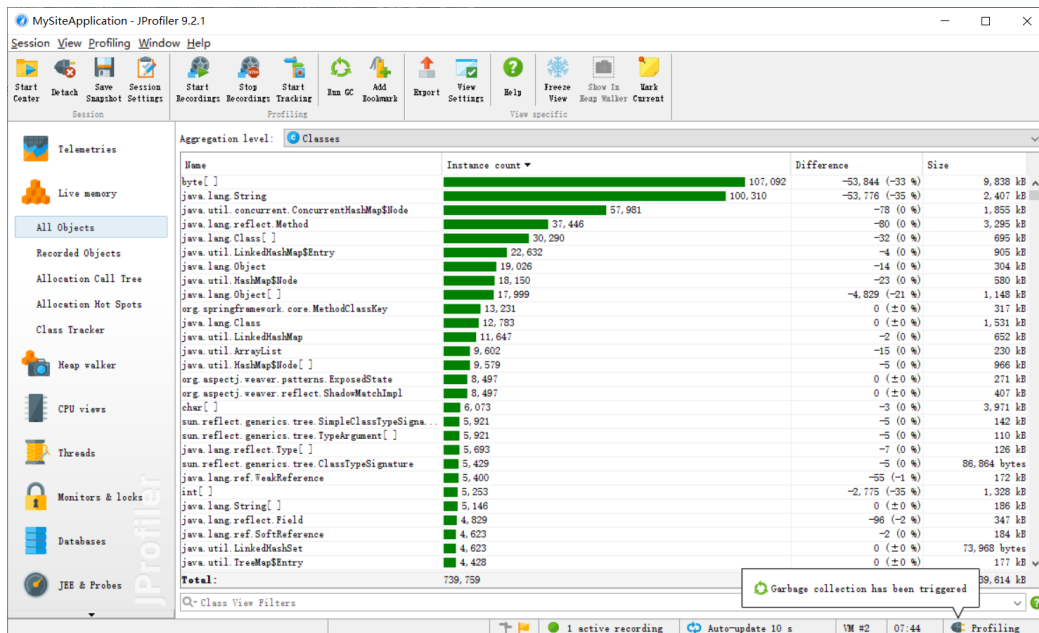 MySiteApplication - JProfiler 9.2.1
Session View Profiling Window Help
Start Center
Detach
Save Snapshot
Session Settings
Start Recordings
Stop Recordings
Start Tracking
Run GC
Add Bookmark
Export
View Settings
Help
Freeze View
Show In Heap Walker
Mark Current
Session
Profiling
View specific
Telemetries
Live memory
All Objects
Recorded Objects
Allocation Call Tree
Allocation Hot Spots
Class Tracker
Heap walker
CPU views
Threads
Monitors & locks
Databases
JEE & Probes
JProfiler
Aggregation level: Classes
Name Instance count Difference Size
byte[ ] 107,092 -53,844 (-33 %) 9,838 kB
java.lang.String 100,310 -53,776 (-35 %) 2,407 kB
java.util.concurrent.ConcurrentHashMap$Node 57,981 -78 (0 %) 1,855 kB
java.lang.reflect.Method 37,446 -80 (0 %) 3,295 kB
java.lang.Class[ ] 30,290 -32 (0 %) 695 kB
java.util.LinkedHashMap$Entry 22,632 -4 (0 %) 905 kB
java.lang.Object 19,026 -14 (0 %) 304 kB
java.util.HashMap$Node 18,150 -23 (0 %) 580 kB
java.lang.Object[ ] 17,999 -4,829 (-21 %) 1,148 kB
org.springframework.core.MethodClassKey 13,231 0 (±0 %) 317 kB
java.lang.Class 12,783 0 (±0 %) 1,531 kB
java.util.LinkedHashMap 11,647 -2 (0 %) 652 kB
java.util.ArrayList 9,602 -15 (0 %) 230 kB
java.util.HashMap$Node[ ] 9,579 -5 (0 %) 966 kB
org.aspectj.weaver.patterns.ExposedState 8,497 0 (±0 %) 271 kB
org.aspectj.weaver.reflect.ShadowMatchImpl 8,497 0 (±0 %) 407 kB
char[ ] 6,073 -3 (0 %) 3,971 kB
sun.reflect.generics.tree.SimpleClassTypeSigna... 5,921 -5 (0 %) 142 kB
sun.reflect.generics.tree.TypeArgument[ ] 5,921 -5 (0 %) 110 kB
java.lang.reflect.Type[ ] 5,693 -7 (0 %) 126 kB
sun.reflect.generics.tree.ClassTypeSignature 5,429 -5 (0 %) 86,864 bytes
java.lang.ref.WeakReference 5,400 -55 (-1 %) 172 kB
int[ ] 5,253 -2,775 (-35 %) 1,328 kB
java.lang.String[ ] 5,146 0 (±0 %) 186 kB
java.lang.reflect.Field 4,829 -96 (-2 %) 347 kB
java.lang.ref.SoftReference 4,623 -2 (0 %) 184 kB
java.util.LinkedHashSet 4,623 0 (±0 %) 73,968 bytes
java.util.TreeMap$Entry 4,428 0 (±0 %) 177 kB
Total: 739,759 39,614 kB
Garbage collection has been triggered
Class View Filters
1 active recording Auto-update 10 s VM #2 07:44 Profiling